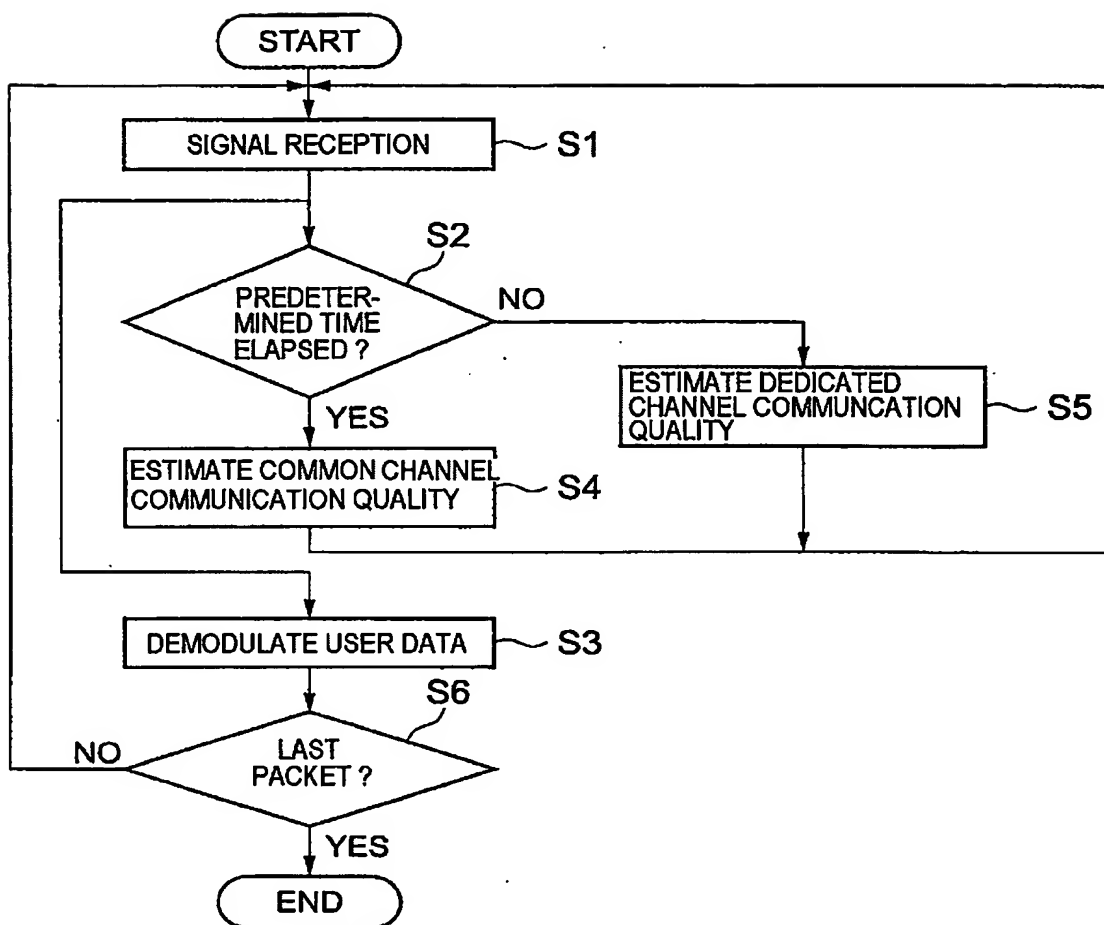 START
SIGNAL RECEPTION
S1
S2
PREDETER-
MINED TIME
ELAPSED ?
NO
YES
ESTIMATE DEDICATED
CHANNEL COMMUNCATION
QUALITY
S5
ESTIMATE COMMON CHANNEL
COMMUNICATION QUALITY
S4
DEMODULATE USER DATA
S3
S6
LAST
PACKET ?
NO
YES
END